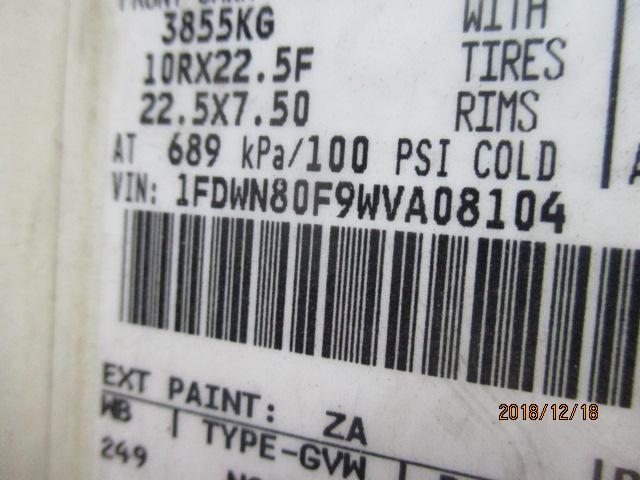 FRONT
3855KG WITH
10RX22.5F TIRES
22.5X7.50 RIMS
AT 689 kPa/100 PSI COLD
VIN: 1FDWN80F9WVA08104
EXT PAINT: ZA
WB TYPE-GVW
249
2018/12/18